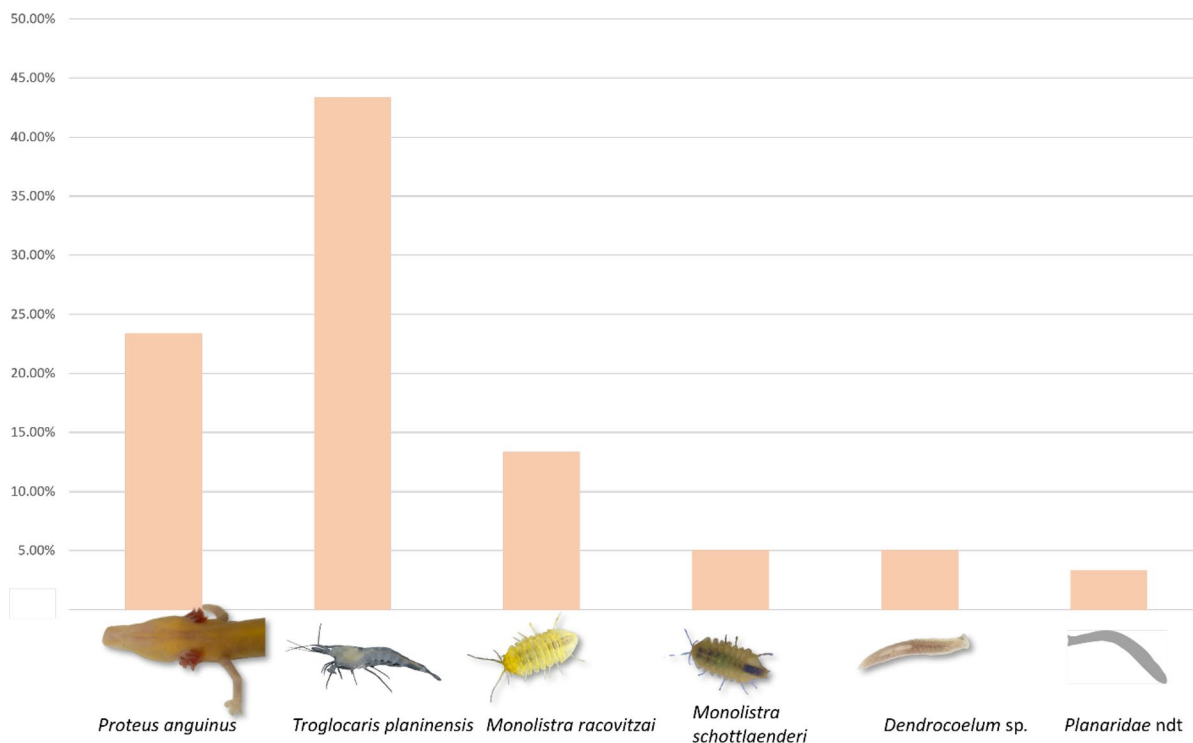 50.00%
45.00%
40.00%
35.00%
30.00%
25.00%
20.00%
15.00%
10.00%
5.00%
Proteus anguinus
Troglocaris planinensis
Monolistra racovitzai
Monolistra
schottlaenderi
Dendrocoelum sp.
Planaridae ndt